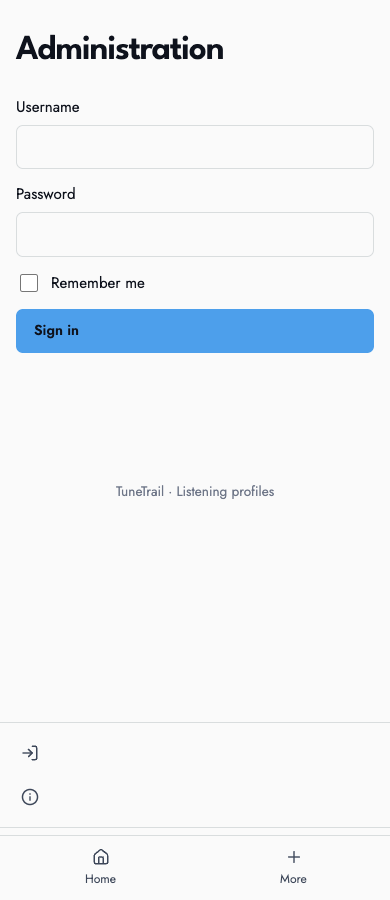 Administration
Username
Password
Remember me
Sign in
TuneTrail · Listening profiles
Home
More